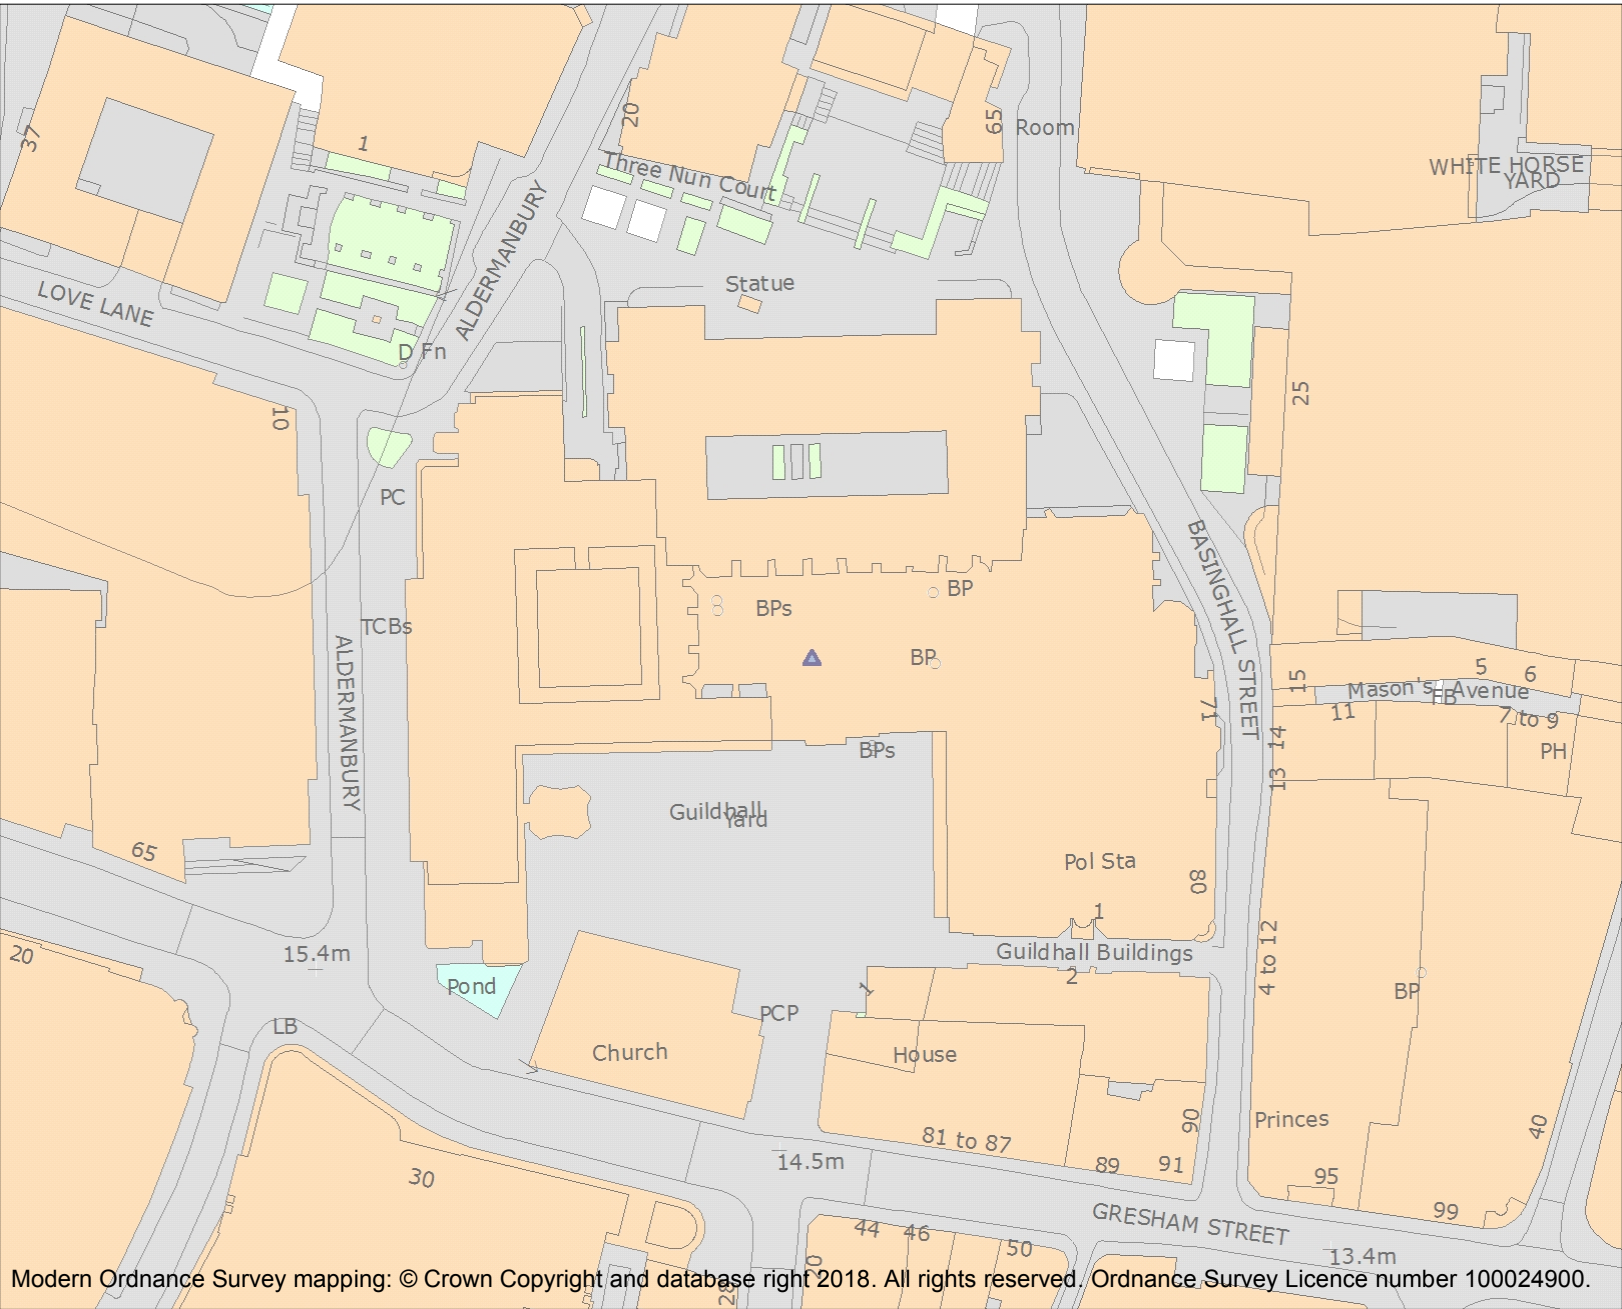 37
1
20
65
Room
Three Nun Court
WHITE HORSE
YARD
ALDERMANBURY
LOVE LANE
Statue
D Fn
10
25
PC
BASINGHALL STREET
TCBs
ALDERMANBURY
BPs
BP
BP
15
5
6
Mason's Avenue
FB
11
7 to 9
71
14
13
PH
BPs
Guildhall
Yard
65
Pol Sta
80
1
Guildhall Buildings
2
4 to 12
20
15.4m
Pond
1
BP
PCP
LB
Church
House
81 to 87
90
Princes
40
14.5m
89
91
95
30
99
GRESHAM STREET
44
46
50
20
13.4m
28
Modern Ordnance Survey mapping: © Crown Copyright and database right 2018. All rights reserved. Ordnance Survey Licence number 100024900.